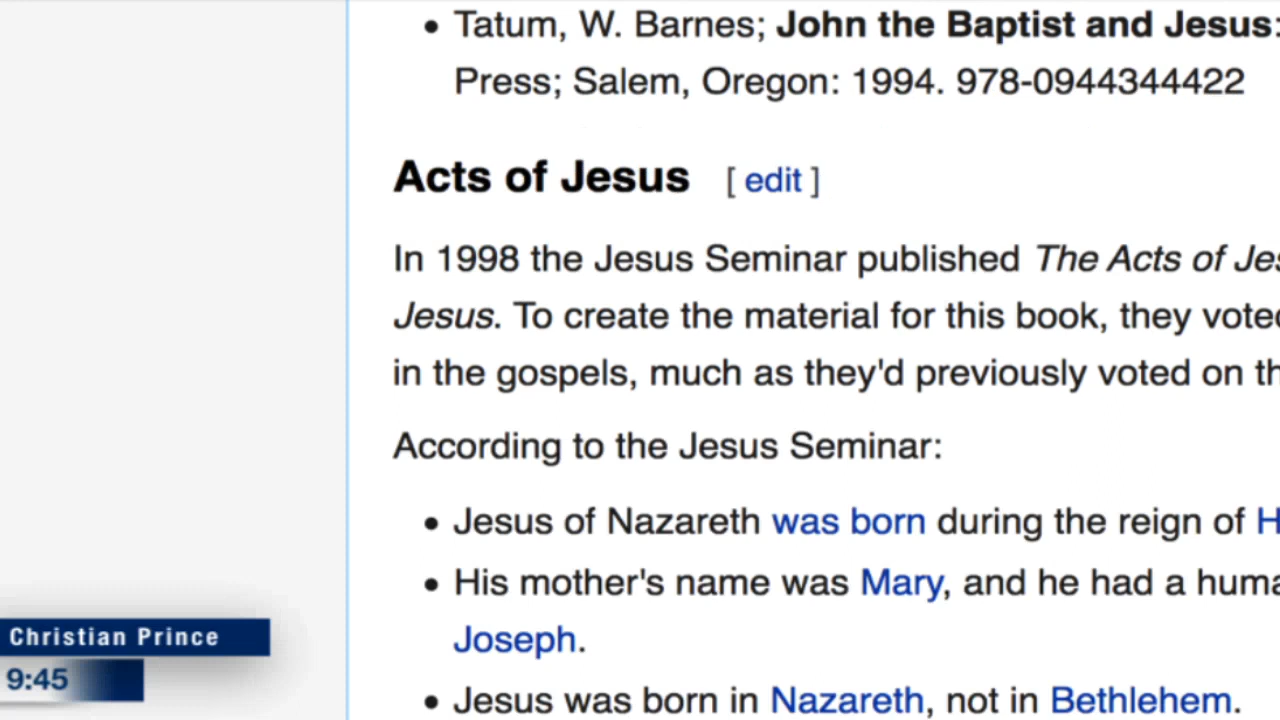 • Tatum, W. Barnes; John the Baptist and Jesus:
Press; Salem, Oregon: 1994. 978-0944344422
Acts of Jesus [ edit ]
In 1998 the Jesus Seminar published The Acts of Jes
Jesus. To create the material for this book, they voted
in the gospels, much as they'd previously voted on th
According to the Jesus Seminar:
• Jesus of Nazareth was born during the reign of H
• His mother's name was Mary, and he had a huma
Joseph.
• Jesus was born in Nazareth, not in Bethlehem.
Christian Prince
9:45